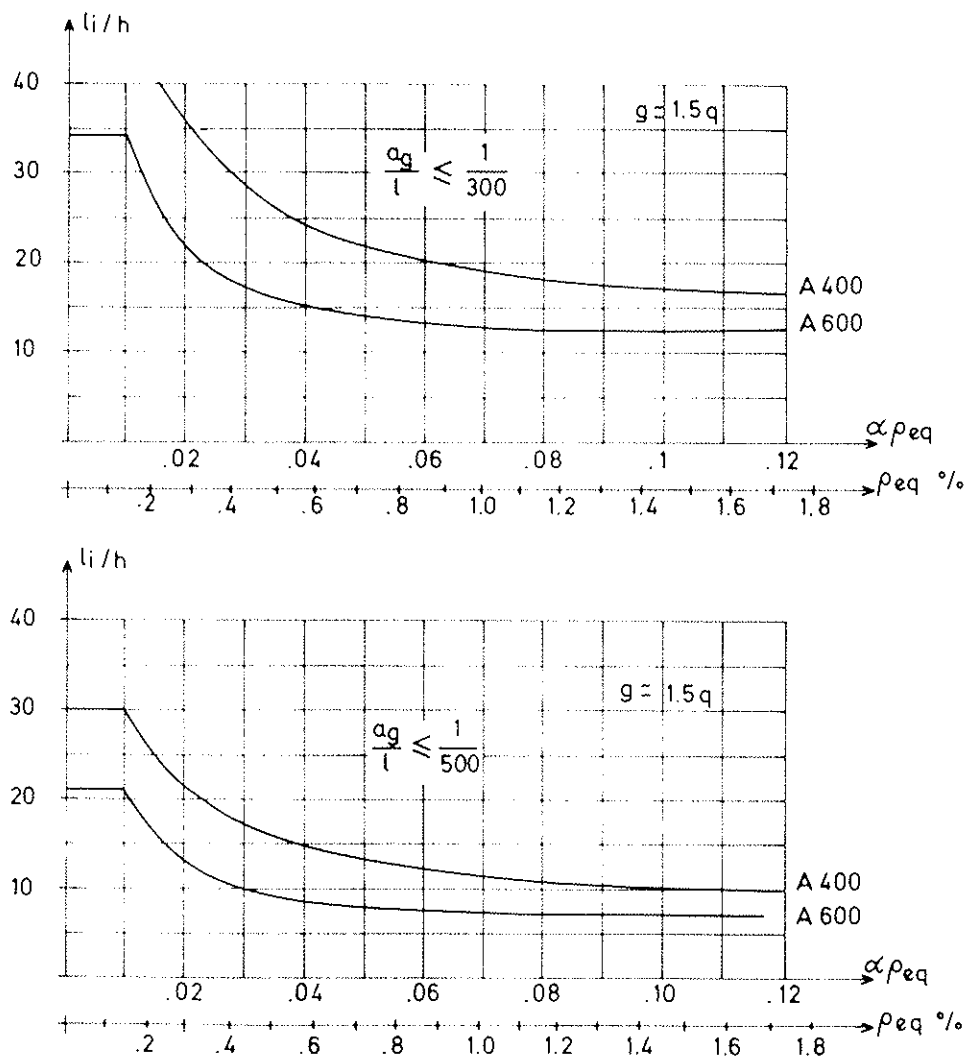 li/h
40
30
20
10
g ≃ 1.5 q
ag/l ≤ 1/300
A 400
A 600
.02 .04 .06 .08 .1 0.12
αρeq
.2 .4 .6 .8 1.0 1.2 1.4 1.6 1.8
ρeq %
li/h
40
30
20
10
g ≃ 1.5 q
ag/l ≤ 1/500
A 400
A 600
.02 .04 .06 .08 .10 .12
αρeq
.2 .4 .6 .8 1.0 1.2 1.4 1.6 1.8
ρeq %